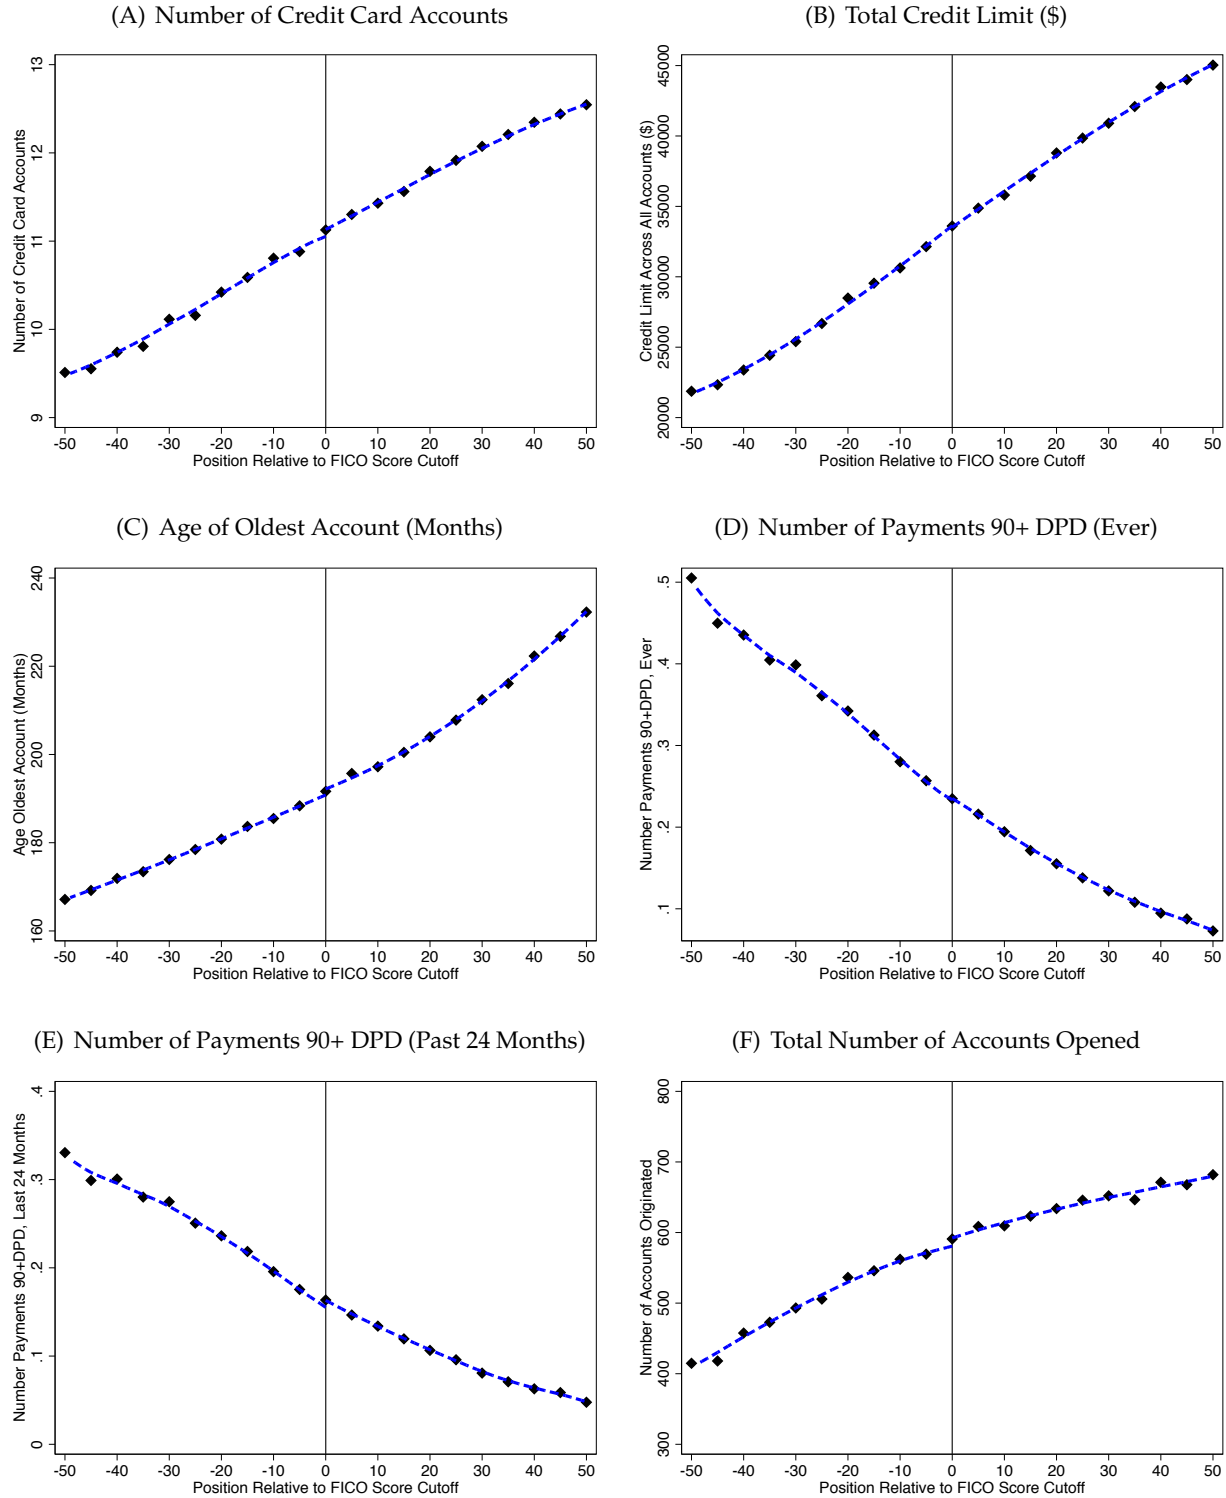 (A) Number of Credit Card Accounts
Number of Credit Card Accounts
13
12
11
10
9
-50 -40 -30 -20 -10 0 10 20 30 40 50
Position Relative to FICO Score Cutoff
(B) Total Credit Limit ($)
Credit Limit Across All Accounts ($)
45000
40000
35000
30000
25000
20000
-50 -40 -30 -20 -10 0 10 20 30 40 50
Position Relative to FICO Score Cutoff
(C) Age of Oldest Account (Months)
Age Oldest Account (Months)
240
220
200
180
160
-50 -40 -30 -20 -10 0 10 20 30 40 50
Position Relative to FICO Score Cutoff
(D) Number of Payments 90+ DPD (Ever)
Number Payments 90+DPD, Ever
.5
.4
.3
.2
.1
-50 -40 -30 -20 -10 0 10 20 30 40 50
Position Relative to FICO Score Cutoff
(E) Number of Payments 90+ DPD (Past 24 Months)
Number Payments 90+DPD, Last 24 Months
.4
.3
.2
.1
0
-50 -40 -30 -20 -10 0 10 20 30 40 50
Position Relative to FICO Score Cutoff
(F) Total Number of Accounts Opened
Number of Accounts Originated
800
700
600
500
400
300
-50 -40 -30 -20 -10 0 10 20 30 40 50
Position Relative to FICO Score Cutoff